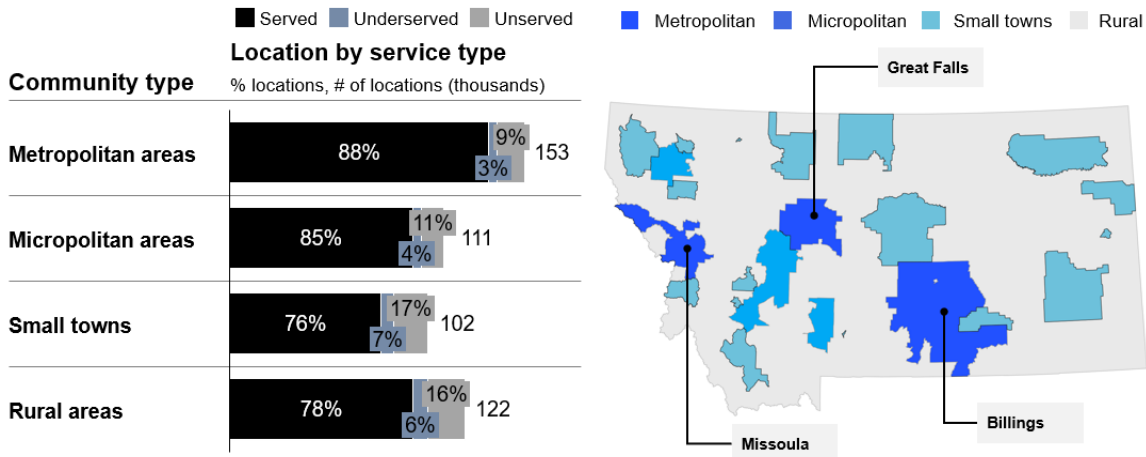 Served Underserved Unserved
Location by service type
Community type
% locations, # of locations (thousands)
Metropolitan areas
88%
3%
9%
153
Micropolitan areas
85%
4%
11%
111
Small towns
76%
7%
17%
102
Rural areas
78%
6%
16%
122
Metropolitan Micropolitan Small towns Rural
Great Falls
Billings
Missoula